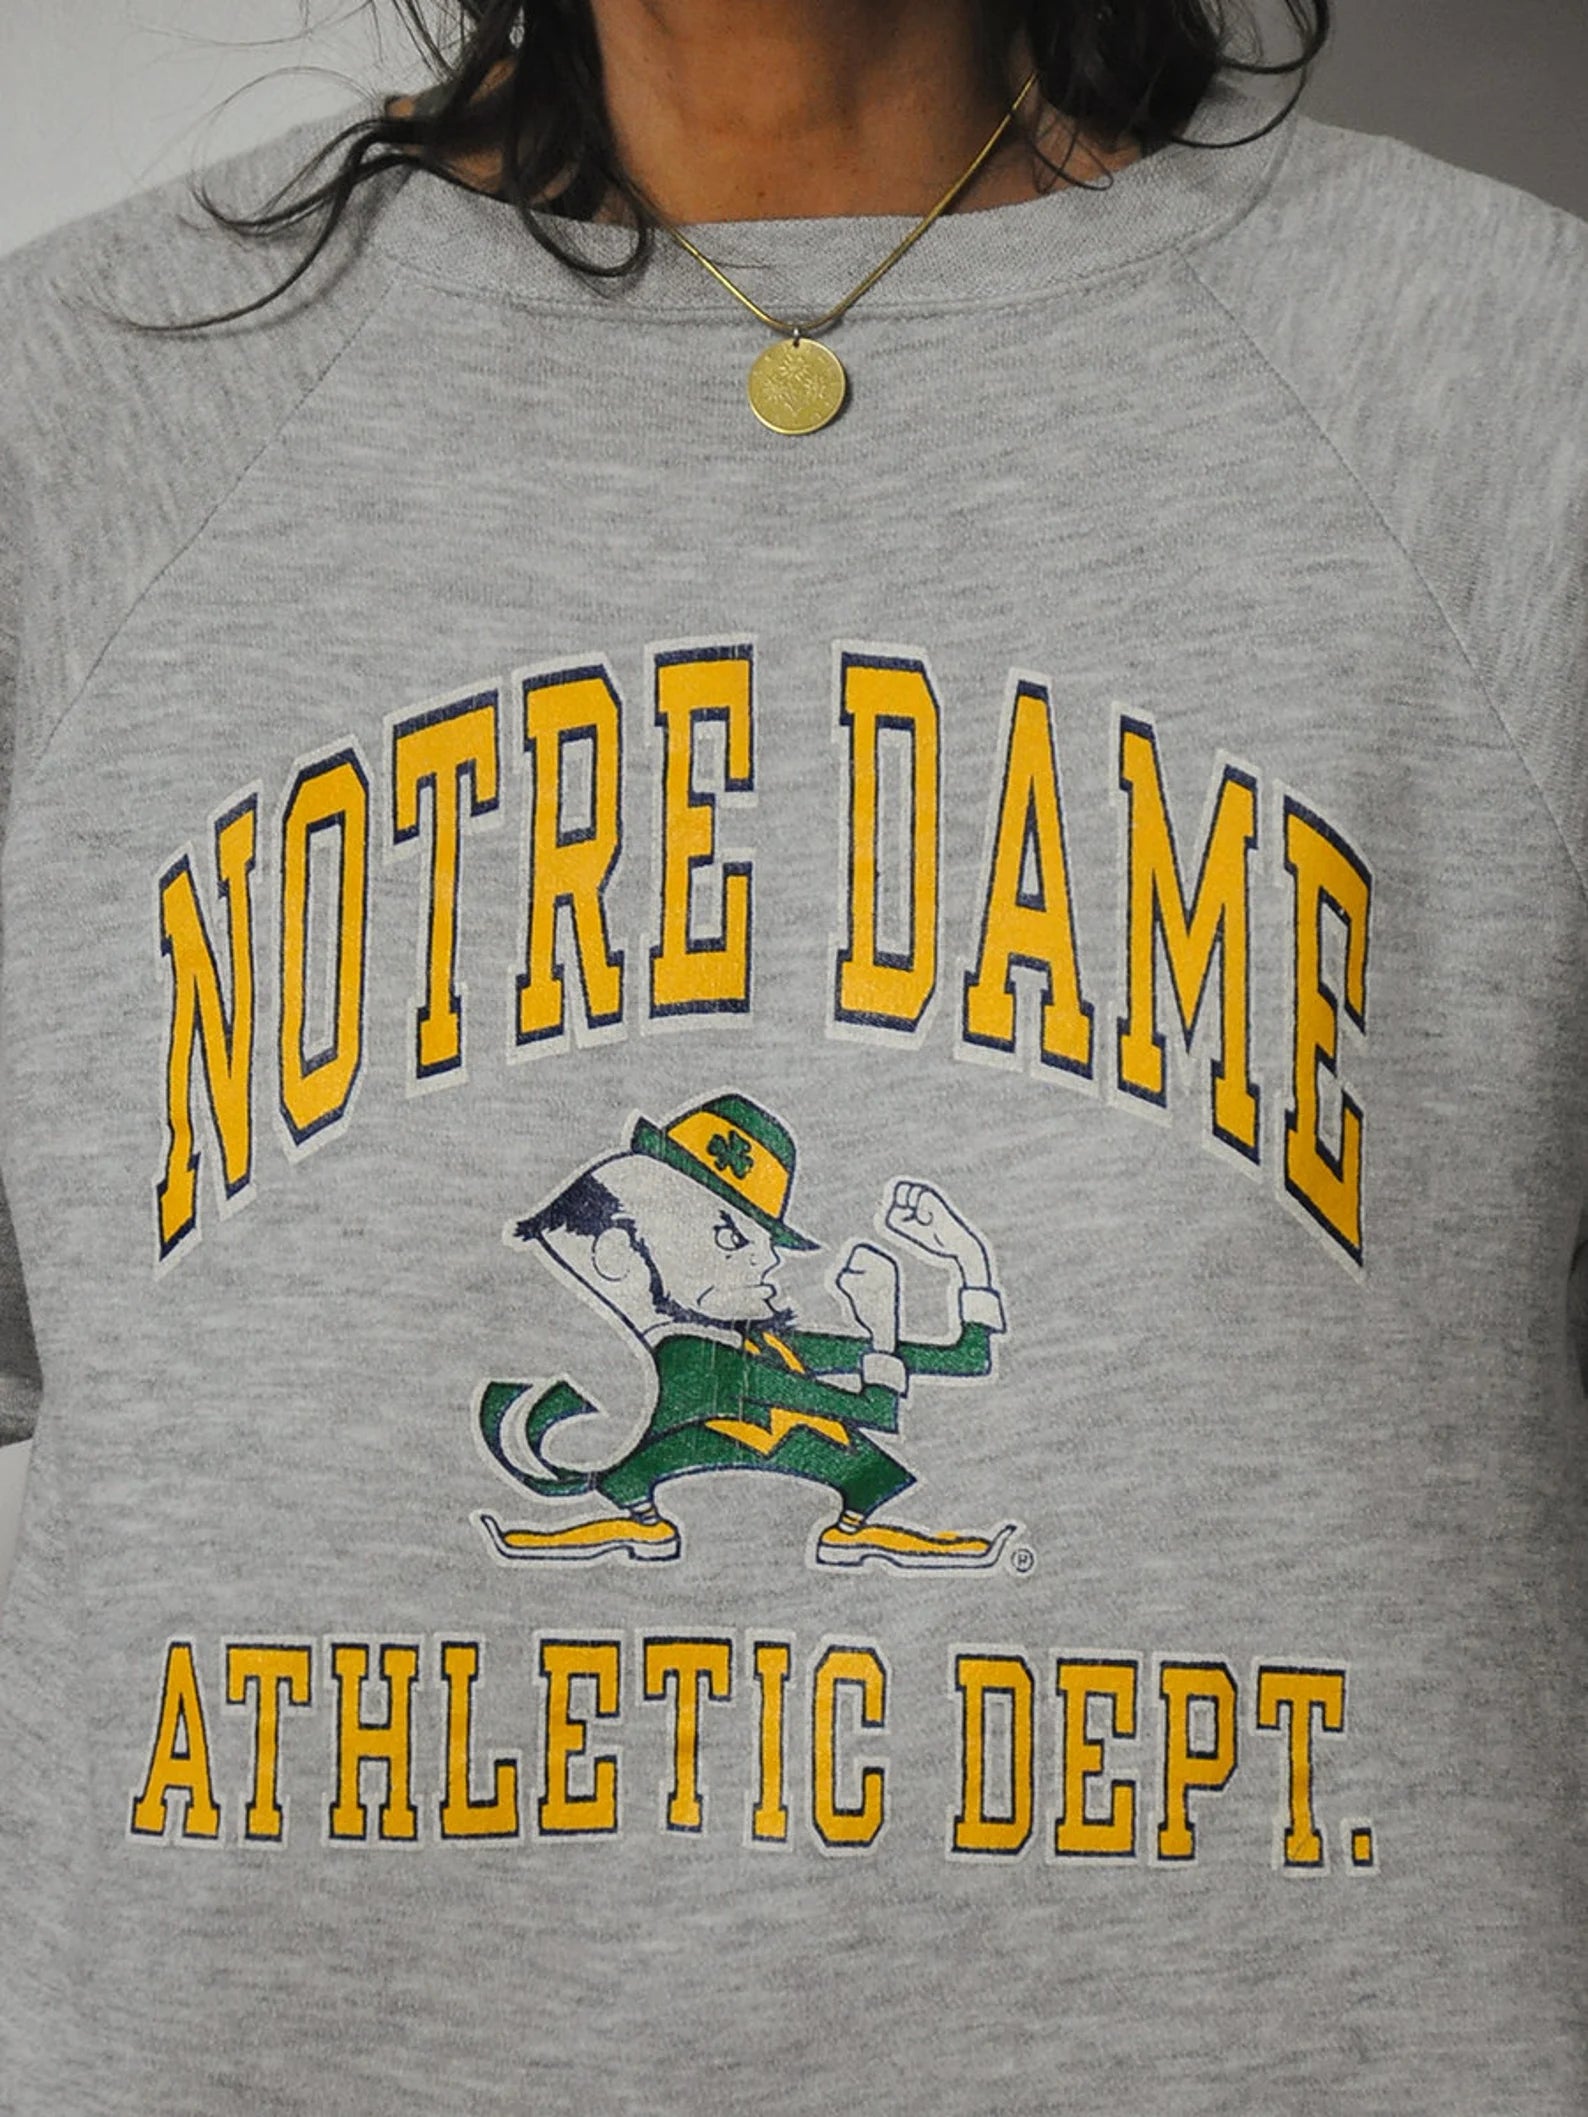 NOTRE DAME
®
ATHLETIC DEPT.